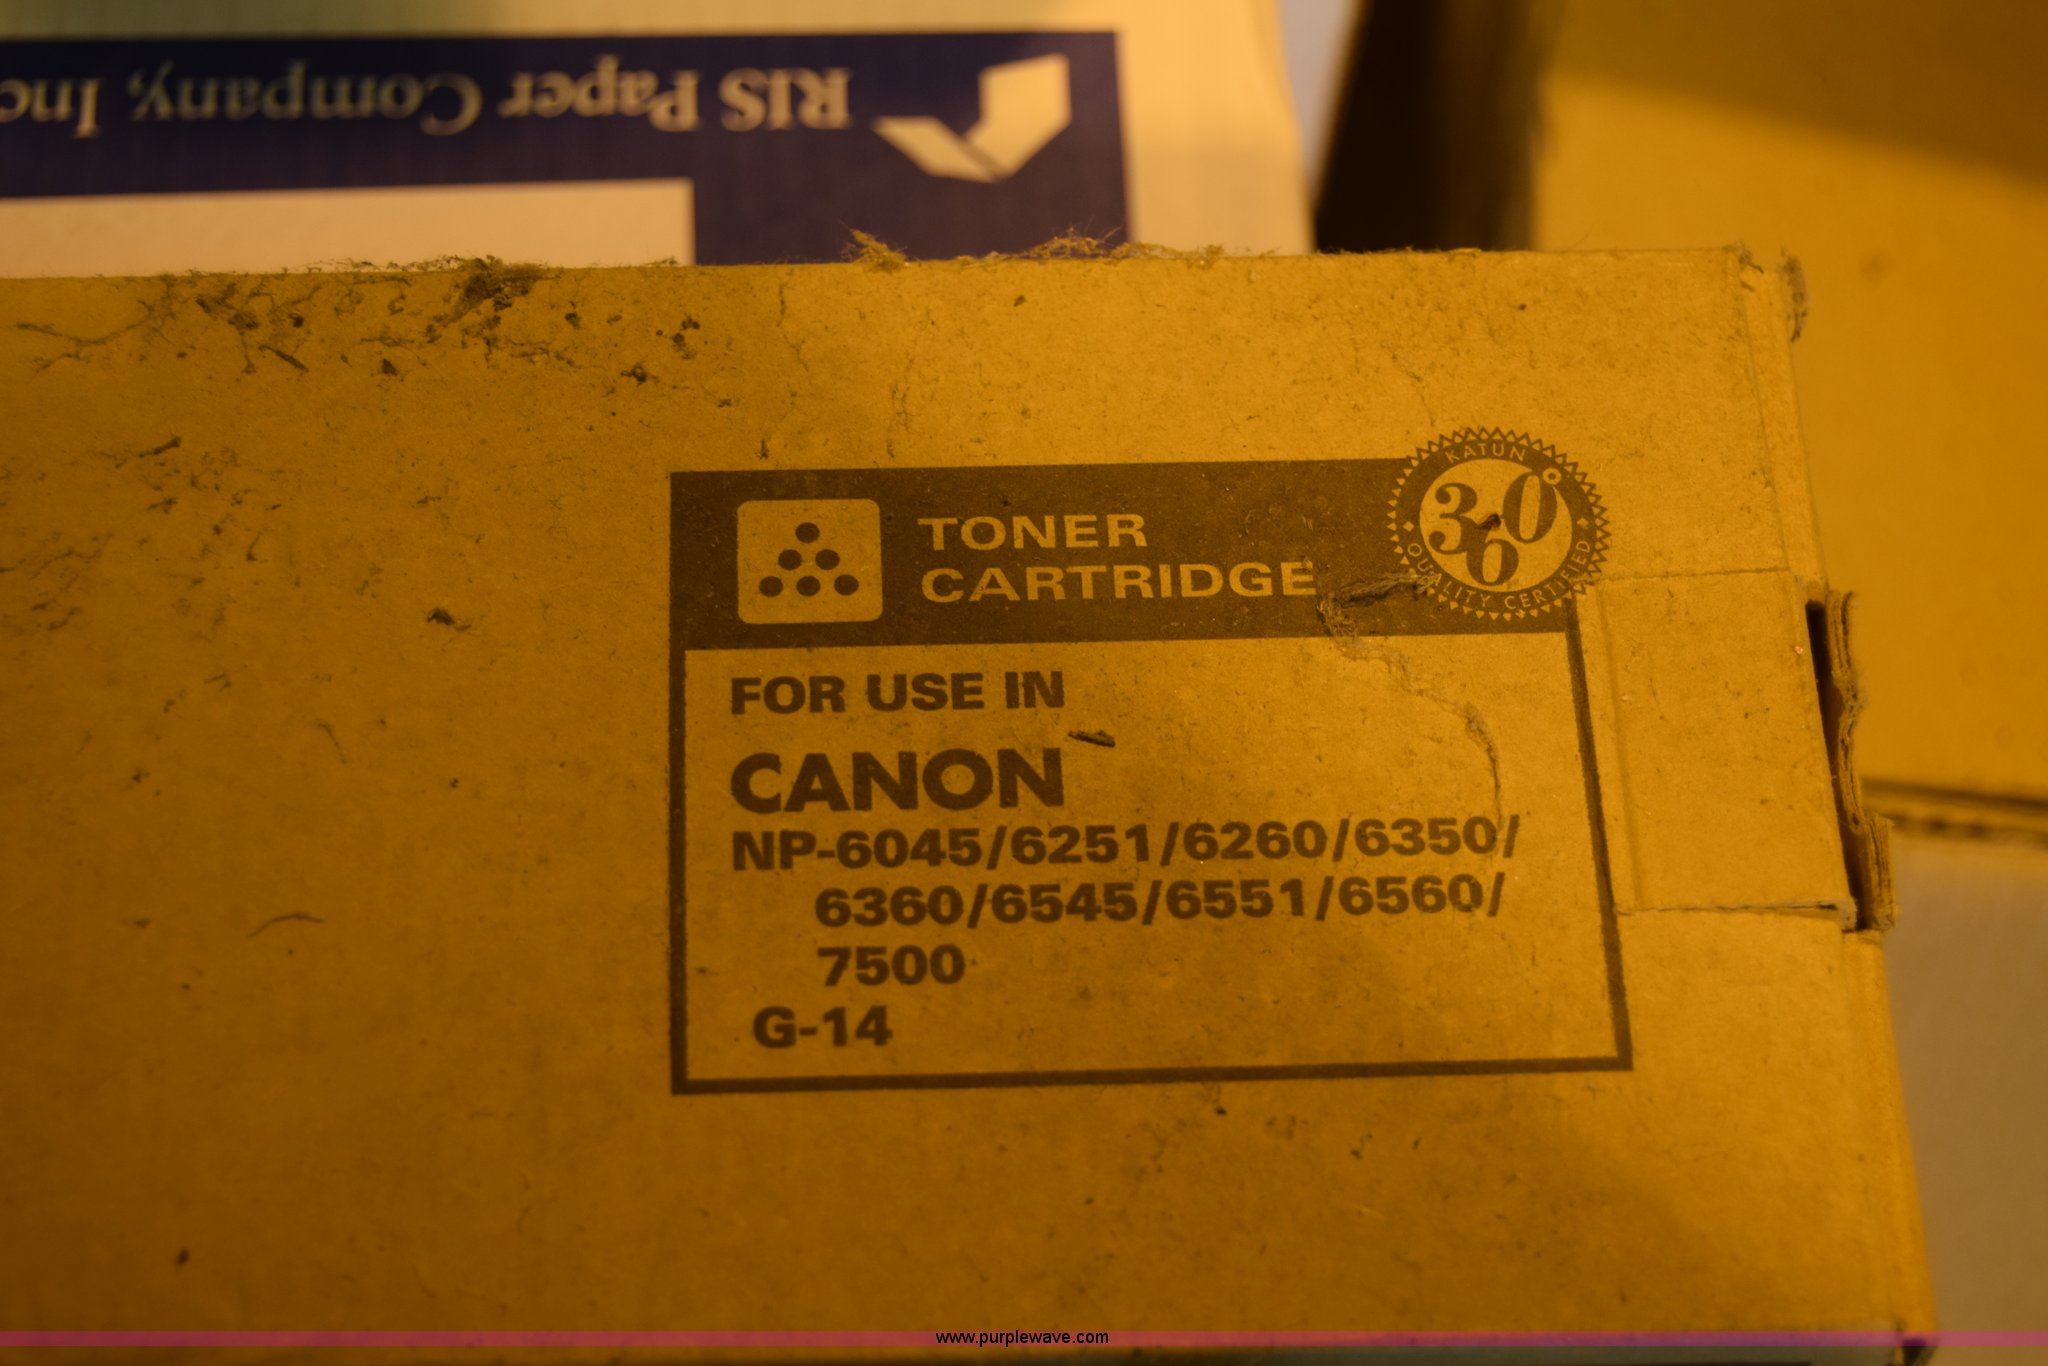 RIS Paper Company, Inc
TONER
CARTRIDGE
KATUN
360°
QUALITY CERTIFIED
FOR USE IN
CANON
NP-6045/6251/6260/6350/
6360/6545/6551/6560/
7500
G-14
www.purplewave.com